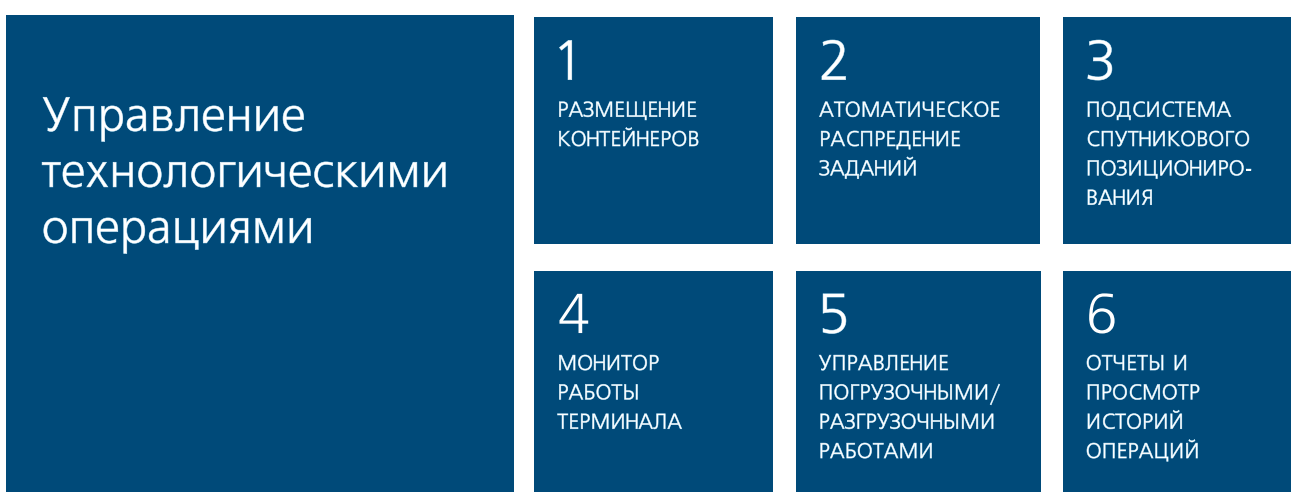 Управление
технологическими
операциями
1
РАЗМЕЩЕНИЕ
КОНТЕЙНЕРОВ
2
АТОМАТИЧЕСКОЕ
РАСПРЕДЕНИЕ
ЗАДАНИЙ
3
ПОДСИСТЕМА
СПУТНИКОВОГО
ПОЗИЦИОНИРО-
ВАНИЯ
4
МОНИТОР
РАБОТЫ
ТЕРМИНАЛА
5
УПРАВЛЕНИЕ
ПОГРУЗОЧНЫМИ/
РАЗГРУЗОЧНЫМИ
РАБОТАМИ
6
ОТЧЕТЫ И
ПРОСМОТР
ИСТОРИЙ
ОПЕРАЦИЙ